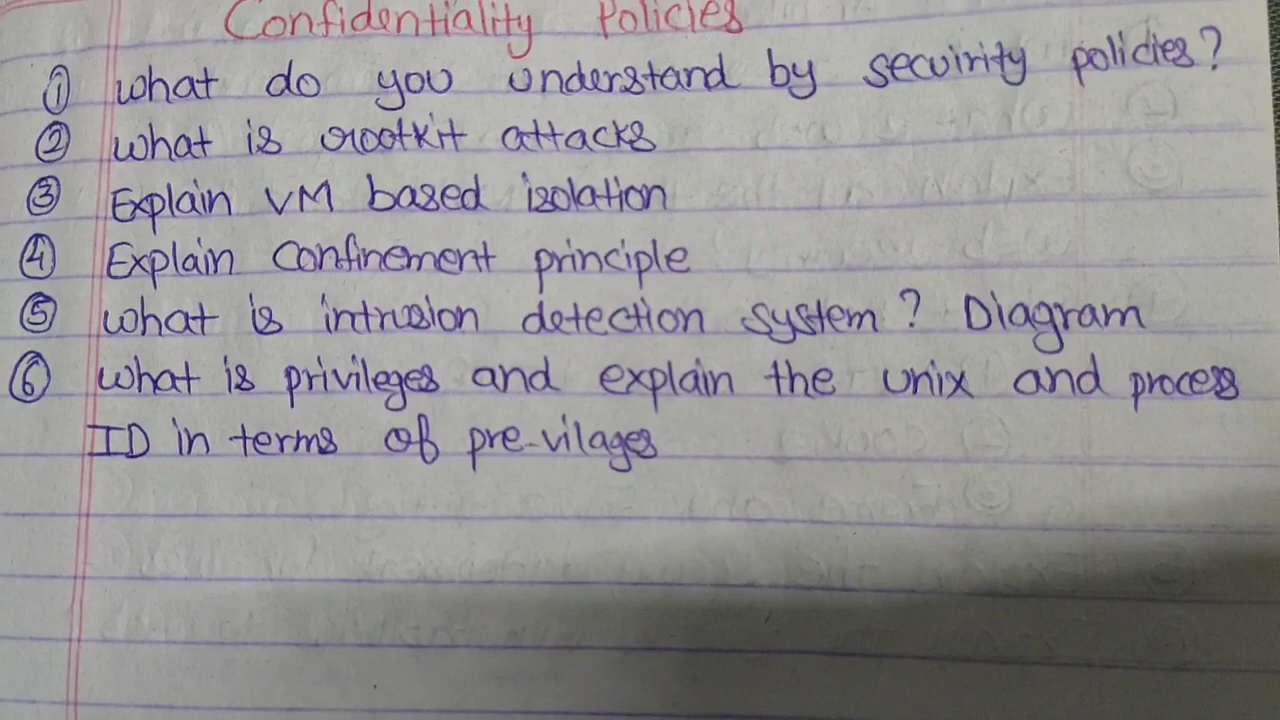 Confidentiality Policies
① what do you understand by secuirity policies?
② what is rootkit attacks
③ Explain VM based isolation
④ Explain Confinement principle
⑤ what is intrusion detection system? Diagram
⑥ what is privileges and explain the unix and process
ID in terms of pre-vilages